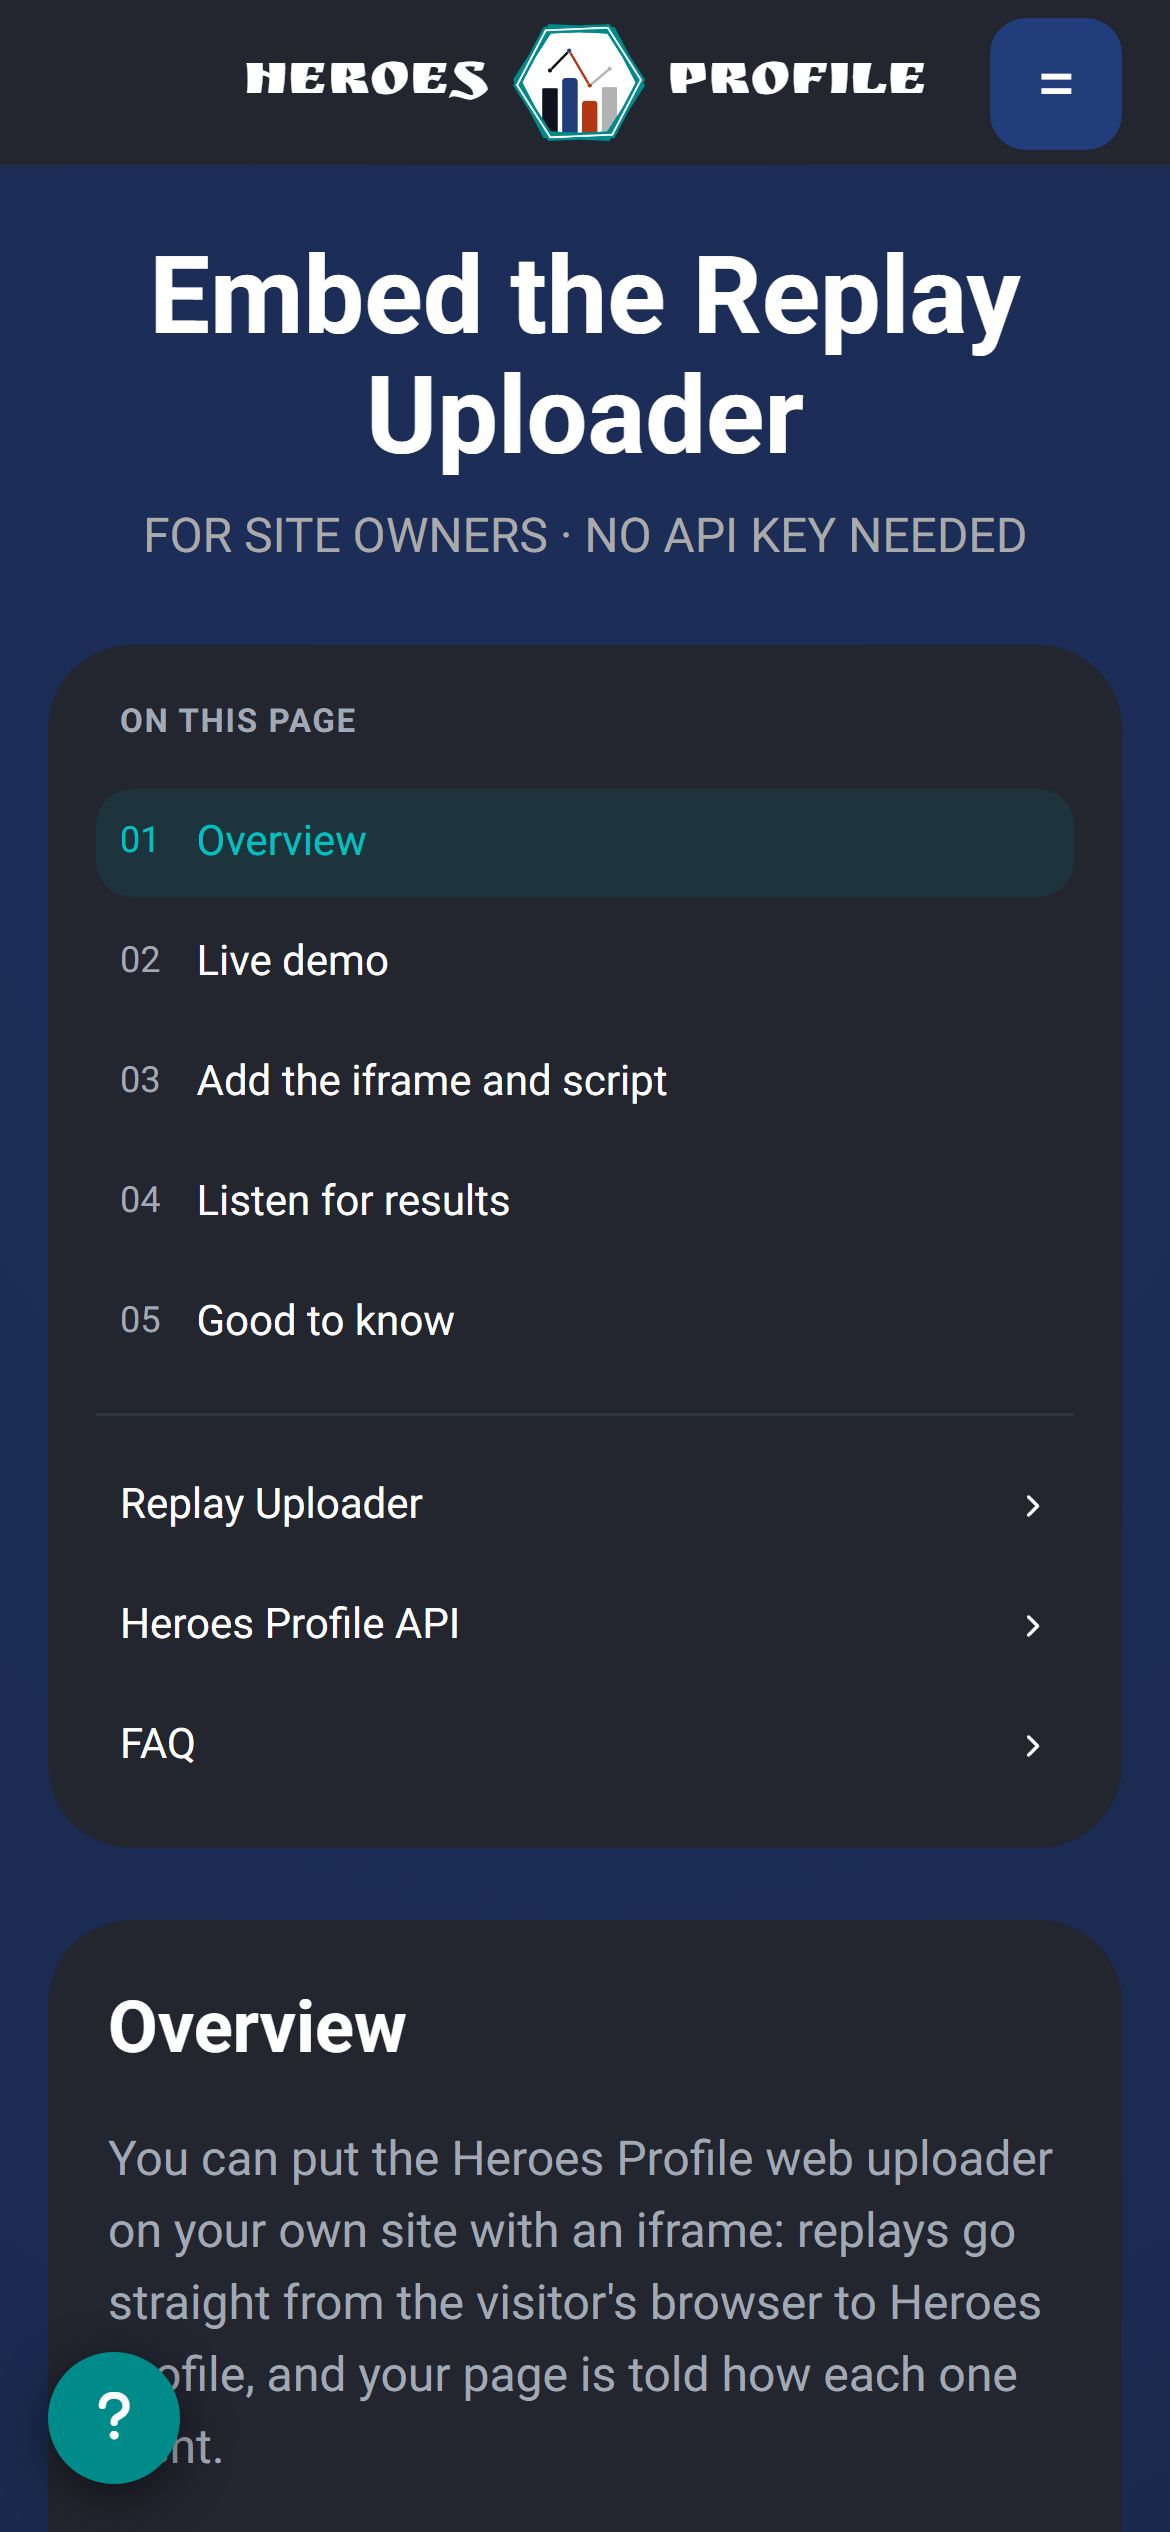 HEROES PROFILE
=
Embed the Replay
Uploader
FOR SITE OWNERS · NO API KEY NEEDED
ON THIS PAGE
01 Overview
02 Live demo
03 Add the iframe and script
04 Listen for results
05 Good to know
Replay Uploader
Heroes Profile API
FAQ
Overview
You can put the Heroes Profile web uploader
on your own site with an iframe: replays go
straight from the visitor's browser to Heroes
and your page is told how each one
?